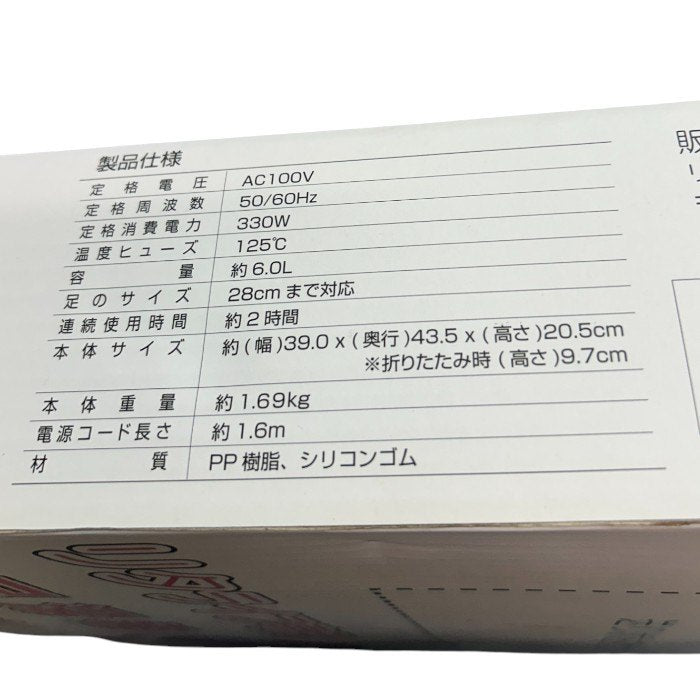 製品仕様
定格電圧 AC100V
定格周波数 50/60Hz
定格消費電力 330W
温度ヒューズ 125℃
容量 約6.0L
足のサイズ 28cmまで対応
連続使用時間 約2時間
本体サイズ 約(幅)39.0x(奥行)43.5x(高さ)20.5cm
※折りたたみ時(高さ)9.7cm
本体重量 約1.69kg
電源コード長さ 約1.6m
材質 PP樹脂、シリコンゴム
販